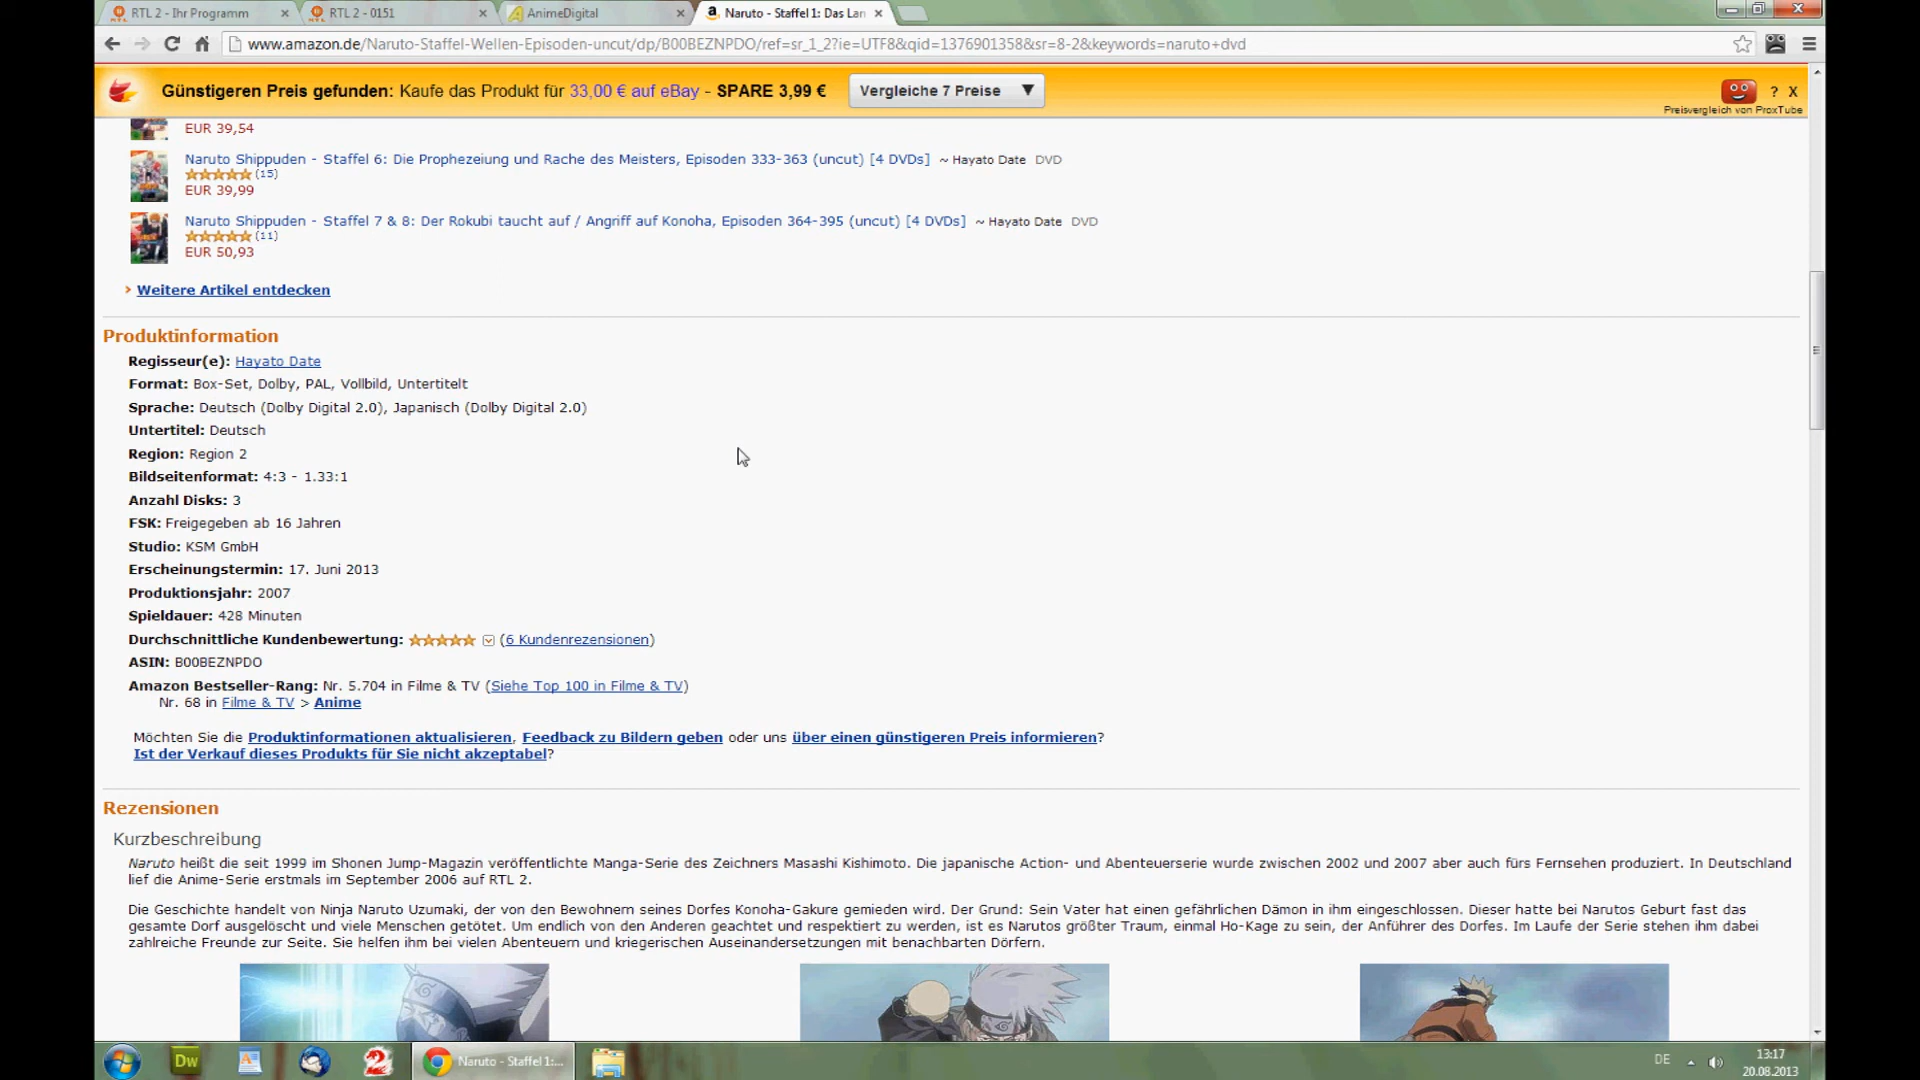 RTL 2 - Ihr Programm
RTL 2 - 0151
AnimeDigital
Naruto - Staffel 1: Das Lan
www.amazon.de/Naruto-Staffel-Wellen-Episoden-uncut/dp/B00BEZNPDO/ref=sr_1_2?ie=UTF8&qid=1376901358&sr=8-2&keywords=naruto+dvd
Günstigeren Preis gefunden: Kaufe das Produkt für 33,00 € auf eBay - SPARE 3,99 €
Vergleiche 7 Preise ▼
? X
Preisvergleich von ProxTube
EUR 39,54
Naruto Shippuden - Staffel 6: Die Prophezeiung und Rache des Meisters, Episoden 333-363 (uncut) [4 DVDs] ~ Hayato Date DVD
(15)
EUR 39,99
Naruto Shippuden - Staffel 7 & 8: Der Rokubi taucht auf / Angriff auf Konoha, Episoden 364-395 (uncut) [4 DVDs] ~ Hayato Date DVD
(11)
EUR 50,93
› Weitere Artikel entdecken
Produktinformation
Regisseur(e): Hayato Date
Format: Box-Set, Dolby, PAL, Vollbild, Untertitelt
Sprache: Deutsch (Dolby Digital 2.0), Japanisch (Dolby Digital 2.0)
Untertitel: Deutsch
Region: Region 2
Bildseitenformat: 4:3 - 1.33:1
Anzahl Disks: 3
FSK: Freigegeben ab 16 Jahren
Studio: KSM GmbH
Erscheinungstermin: 17. Juni 2013
Produktionsjahr: 2007
Spieldauer: 428 Minuten
Durchschnittliche Kundenbewertung: (6 Kundenrezensionen)
ASIN: B00BEZNPDO
Amazon Bestseller-Rang: Nr. 5.704 in Filme & TV (Siehe Top 100 in Filme & TV)
Nr. 68 in Filme & TV > Anime
Möchten Sie die Produktinformationen aktualisieren, Feedback zu Bildern geben oder uns über einen günstigeren Preis informieren?
Ist der Verkauf dieses Produkts für Sie nicht akzeptabel?
Rezensionen
Kurzbeschreibung
Naruto heißt die seit 1999 im Shonen Jump-Magazin veröffentlichte Manga-Serie des Zeichners Masashi Kishimoto. Die japanische Action- und Abenteuerserie wurde zwischen 2002 und 2007 aber auch fürs Fernsehen produziert. In Deutschland
lief die Anime-Serie erstmals im September 2006 auf RTL 2.
Die Geschichte handelt von Ninja Naruto Uzumaki, der von den Bewohnern seines Dorfes Konoha-Gakure gemieden wird. Der Grund: Sein Vater hat einen gefährlichen Dämon in ihm eingeschlossen. Dieser hatte bei Narutos Geburt fast das
gesamte Dorf ausgelöscht und viele Menschen getötet. Um endlich von den Anderen geachtet und respektiert zu werden, ist es Narutos größter Traum, einmal Ho-Kage zu sein, der Anführer des Dorfes. Im Laufe der Serie stehen ihm dabei
zahlreiche Freunde zur Seite. Sie helfen ihm bei vielen Abenteuern und kriegerischen Auseinandersetzungen mit benachbarten Dörfern.
Dw
2
Naruto - Staffel 1:...
DE
13:17
20.08.2013